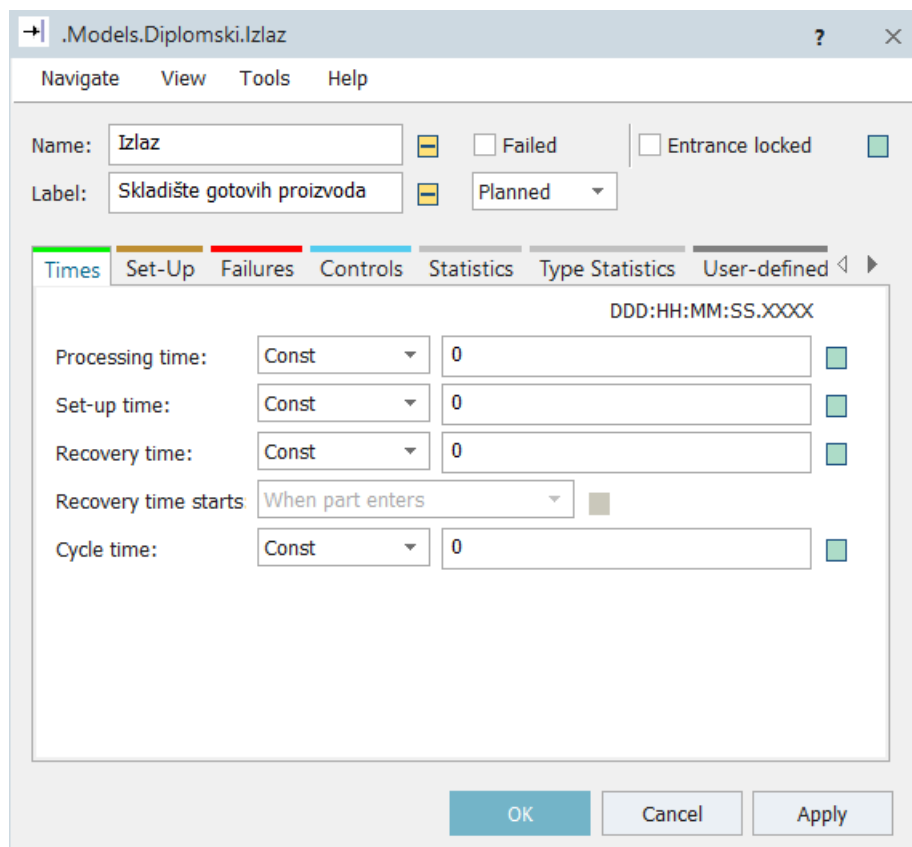 .Models.Diplomski.Izlaz ?
Navigate View Tools Help
Name: Izlaz Failed Entrance locked
Label: Skladište gotovih proizvoda Planned
Times Set-Up Failures Controls Statistics Type Statistics User-defined
DDD:HH:MM:SS.XXXX
Processing time: Const 0
Set-up time: Const 0
Recovery time: Const 0
Recovery time starts: When part enters
Cycle time: Const 0
OK Cancel Apply